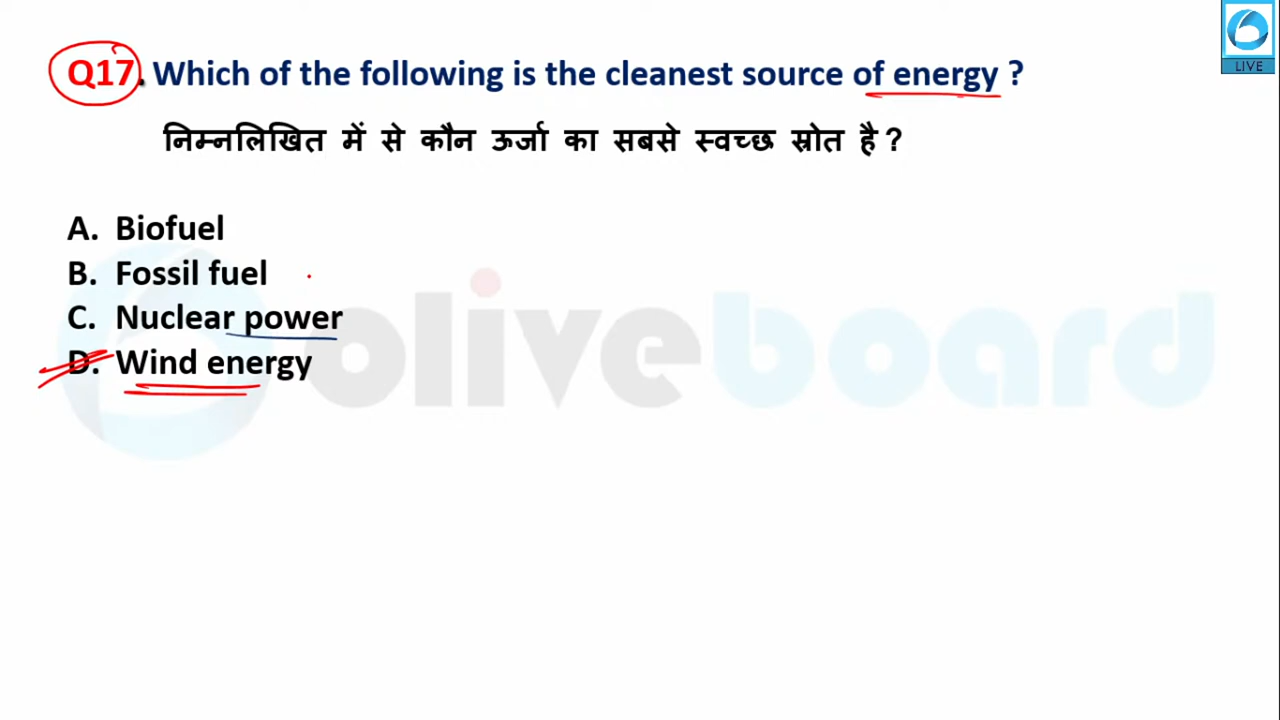 LIVE
Q17. Which of the following is the cleanest source of energy ?
निम्नलिखित में से कौन ऊर्जा का सबसे स्वच्छ स्रोत है ?
A. Biofuel
B. Fossil fuel
C. Nuclear power
D. Wind energy
oliveboard